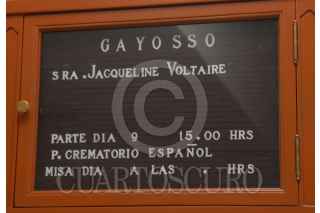 GAYOSSO
SRA. JACQUELINE VOLTAIRE
PARTE DIA 9 15.00 HRS
P. CREMATORIO ESPAÑOL
MISA DIA A LAS . HRS
©
CUARTOSCURO